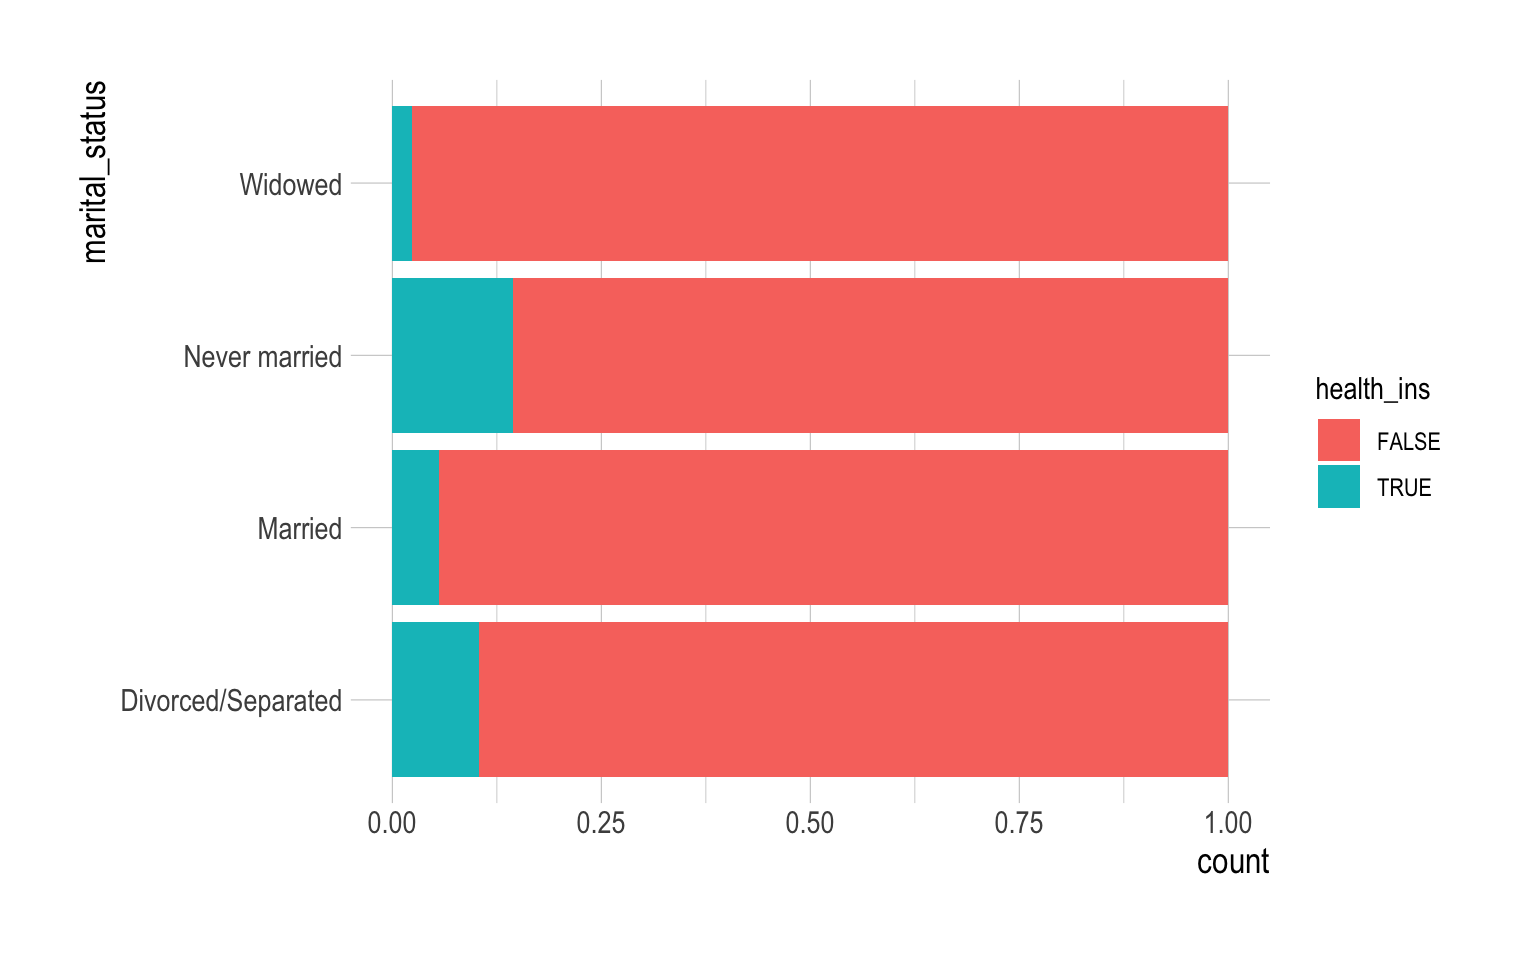 marital_status
Widowed
Never married
Married
Divorced/Separated
0.00 0.25 0.50 0.75 1.00
count
health_ins
FALSE
TRUE